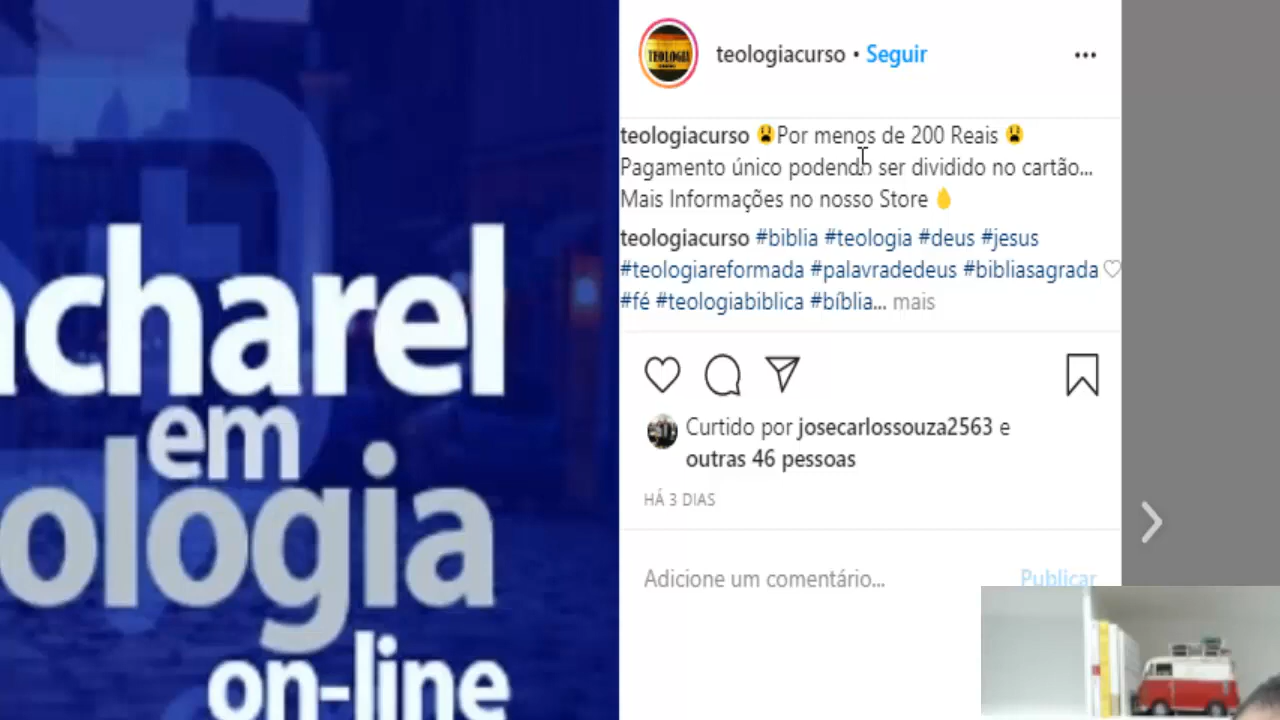 acharel
em
ologia
on-line
TEOLOGIA
teologiacurso • Seguir
teologiacurso 😫Por menos de 200 Reais 😫
Pagamento único podendo ser dividido no cartão...
Mais Informações no nosso Store
teologiacurso #biblia #teologia #deus #jesus
#teologiareformada #palavradedeus #bibliasagrada
#fé #teologiabiblica #bíblia... mais
Curtido por josecarlossouza2563 e
outras 46 pessoas
HÁ 3 DIAS
Adicione um comentário... Publicar